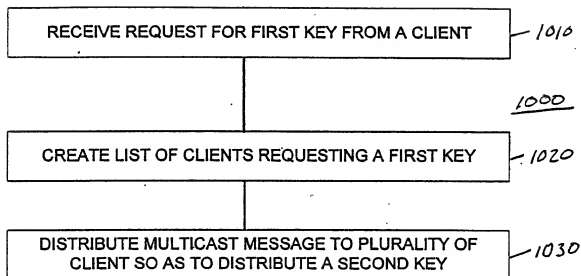 RECEIVE REQUEST FOR FIRST KEY FROM A CLIENT
1010
1000
CREATE LIST OF CLIENTS REQUESTING A FIRST KEY
1020
DISTRIBUTE MULTICAST MESSAGE TO PLURALITY OF
CLIENT SO AS TO DISTRIBUTE A SECOND KEY
1030